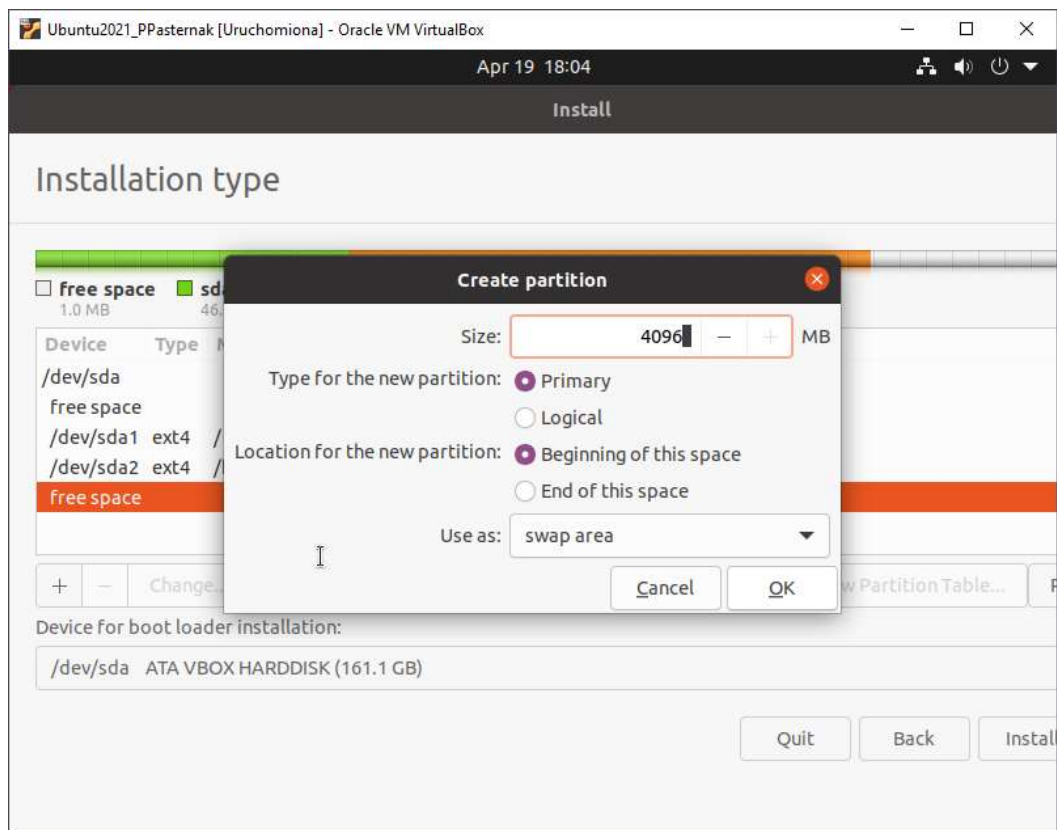 Ubuntu2021_PPasternak [Uruchomiona] - Oracle VM VirtualBox
Apr 19 18:04
Install
Installation type
free space
1.0 MB
46.
Create partition
Size: 4096 MB
Type for the new partition: Primary
Logical
Location for the new partition: Beginning of this space
End of this space
Use as: swap area
Cancel OK
Device Type
/dev/sda
free space
/dev/sda1 ext4 /
/dev/sda2 ext4
free space
+ − Change... Partition Table...
Device for boot loader installation:
/dev/sda ATA VBOX HARDDISK (161.1 GB)
Quit Back Install